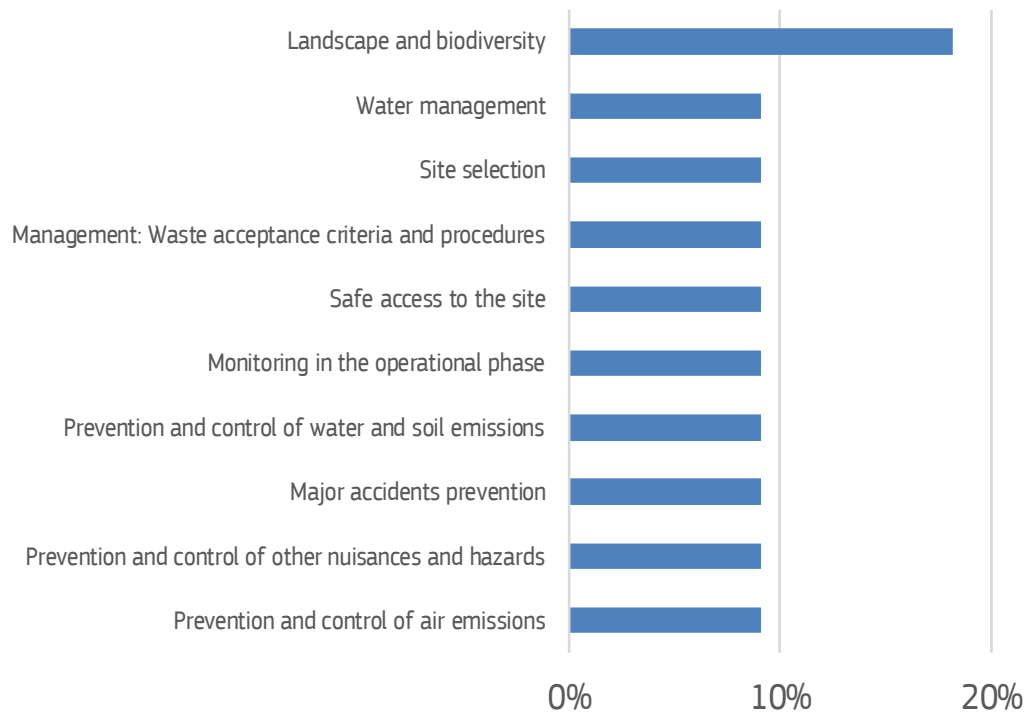 Landscape and biodiversity
Water management
Site selection
Management: Waste acceptance criteria and procedures
Safe access to the site
Monitoring in the operational phase
Prevention and control of water and soil emissions
Major accidents prevention
Prevention and control of other nuisances and hazards
Prevention and control of air emissions
0% 10% 20%